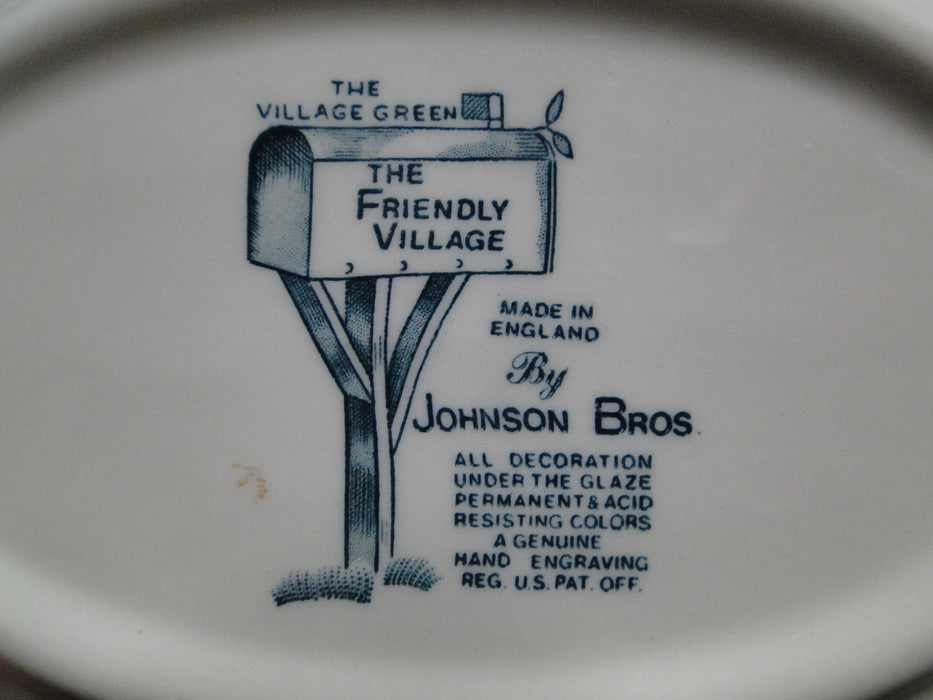 THE
VILLAGE GREEN
THE
FRIENDLY
VILLAGE
MADE IN
ENGLAND
By
JOHNSON BROS.
ALL DECORATION
UNDER THE GLAZE
PERMANENT & ACID
RESISTING COLORS
A GENUINE
HAND ENGRAVING
REG. U.S. PAT. OFF.